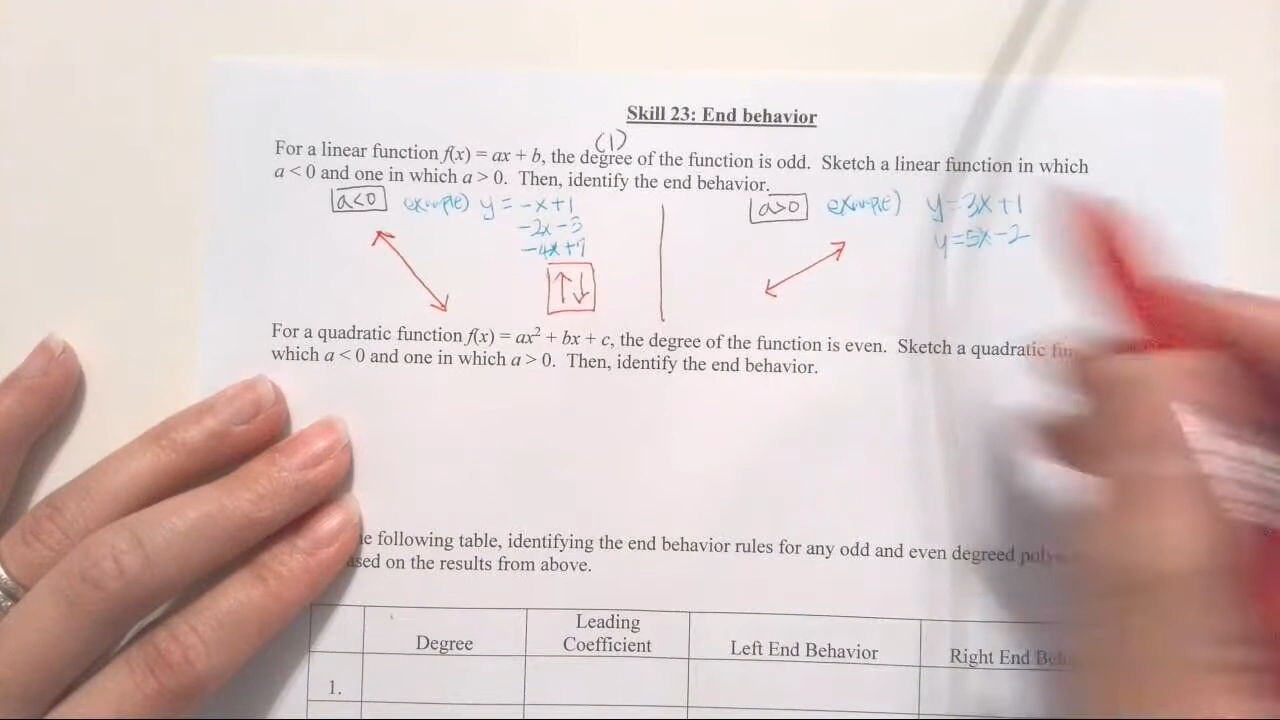 Skill 23: End behavior
(1)
For a linear function f(x) = ax + b, the degree of the function is odd. Sketch a linear function in which
a < 0 and one in which a > 0. Then, identify the end behavior.
a<0 example) y = -x+1
-2x-3
-4x+7
↑↓
a>0 example) y=3x+1
y=5x-2
For a quadratic function f(x) = ax² + bx + c, the degree of the function is even. Sketch a quadratic
which a < 0 and one in which a > 0. Then, identify the end behavior.
following table, identifying the end behavior rules for any odd and even degreed
on the results from above.
Degree
Leading
Coefficient
Left End Behavior
Right End
1.